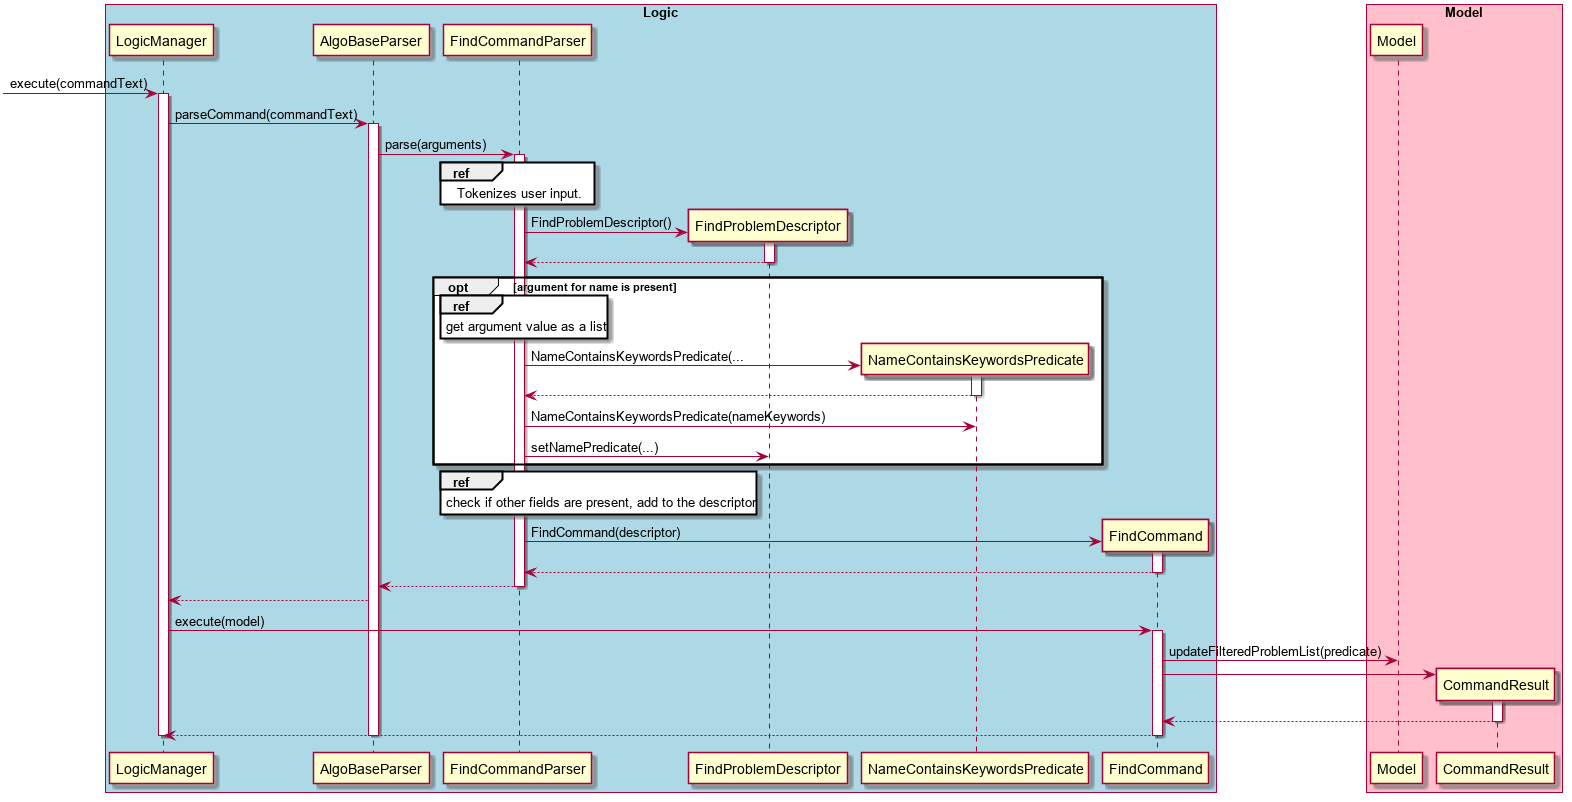 Logic
Model
LogicManager
AlgoBaseParser
FindCommandParser
Model
execute(commandText)
parseCommand(commandText)
parse(arguments)
ref
Tokenizes user input.
FindProblemDescriptor()
FindProblemDescriptor
opt
[argument for name is present]
ref
get argument value as a list
NameContainsKeywordsPredicate(...
NameContainsKeywordsPredicate
NameContainsKeywordsPredicate(nameKeywords)
setNamePredicate(...)
ref
check if other fields are present, add to the descriptor
FindCommand(descriptor)
FindCommand
execute(model)
updateFilteredProblemList(predicate)
CommandResult
LogicManager
AlgoBaseParser
FindCommandParser
FindProblemDescriptor
NameContainsKeywordsPredicate
FindCommand
Model
CommandResult